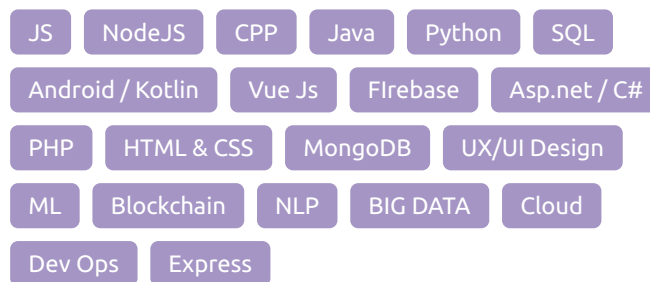 JS NodeJS CPP Java Python SQL
Android / Kotlin Vue Js FIrebase Asp.net / C#
PHP HTML & CSS MongoDB UX/UI Design
ML Blockchain NLP BIG DATA Cloud
Dev Ops Express